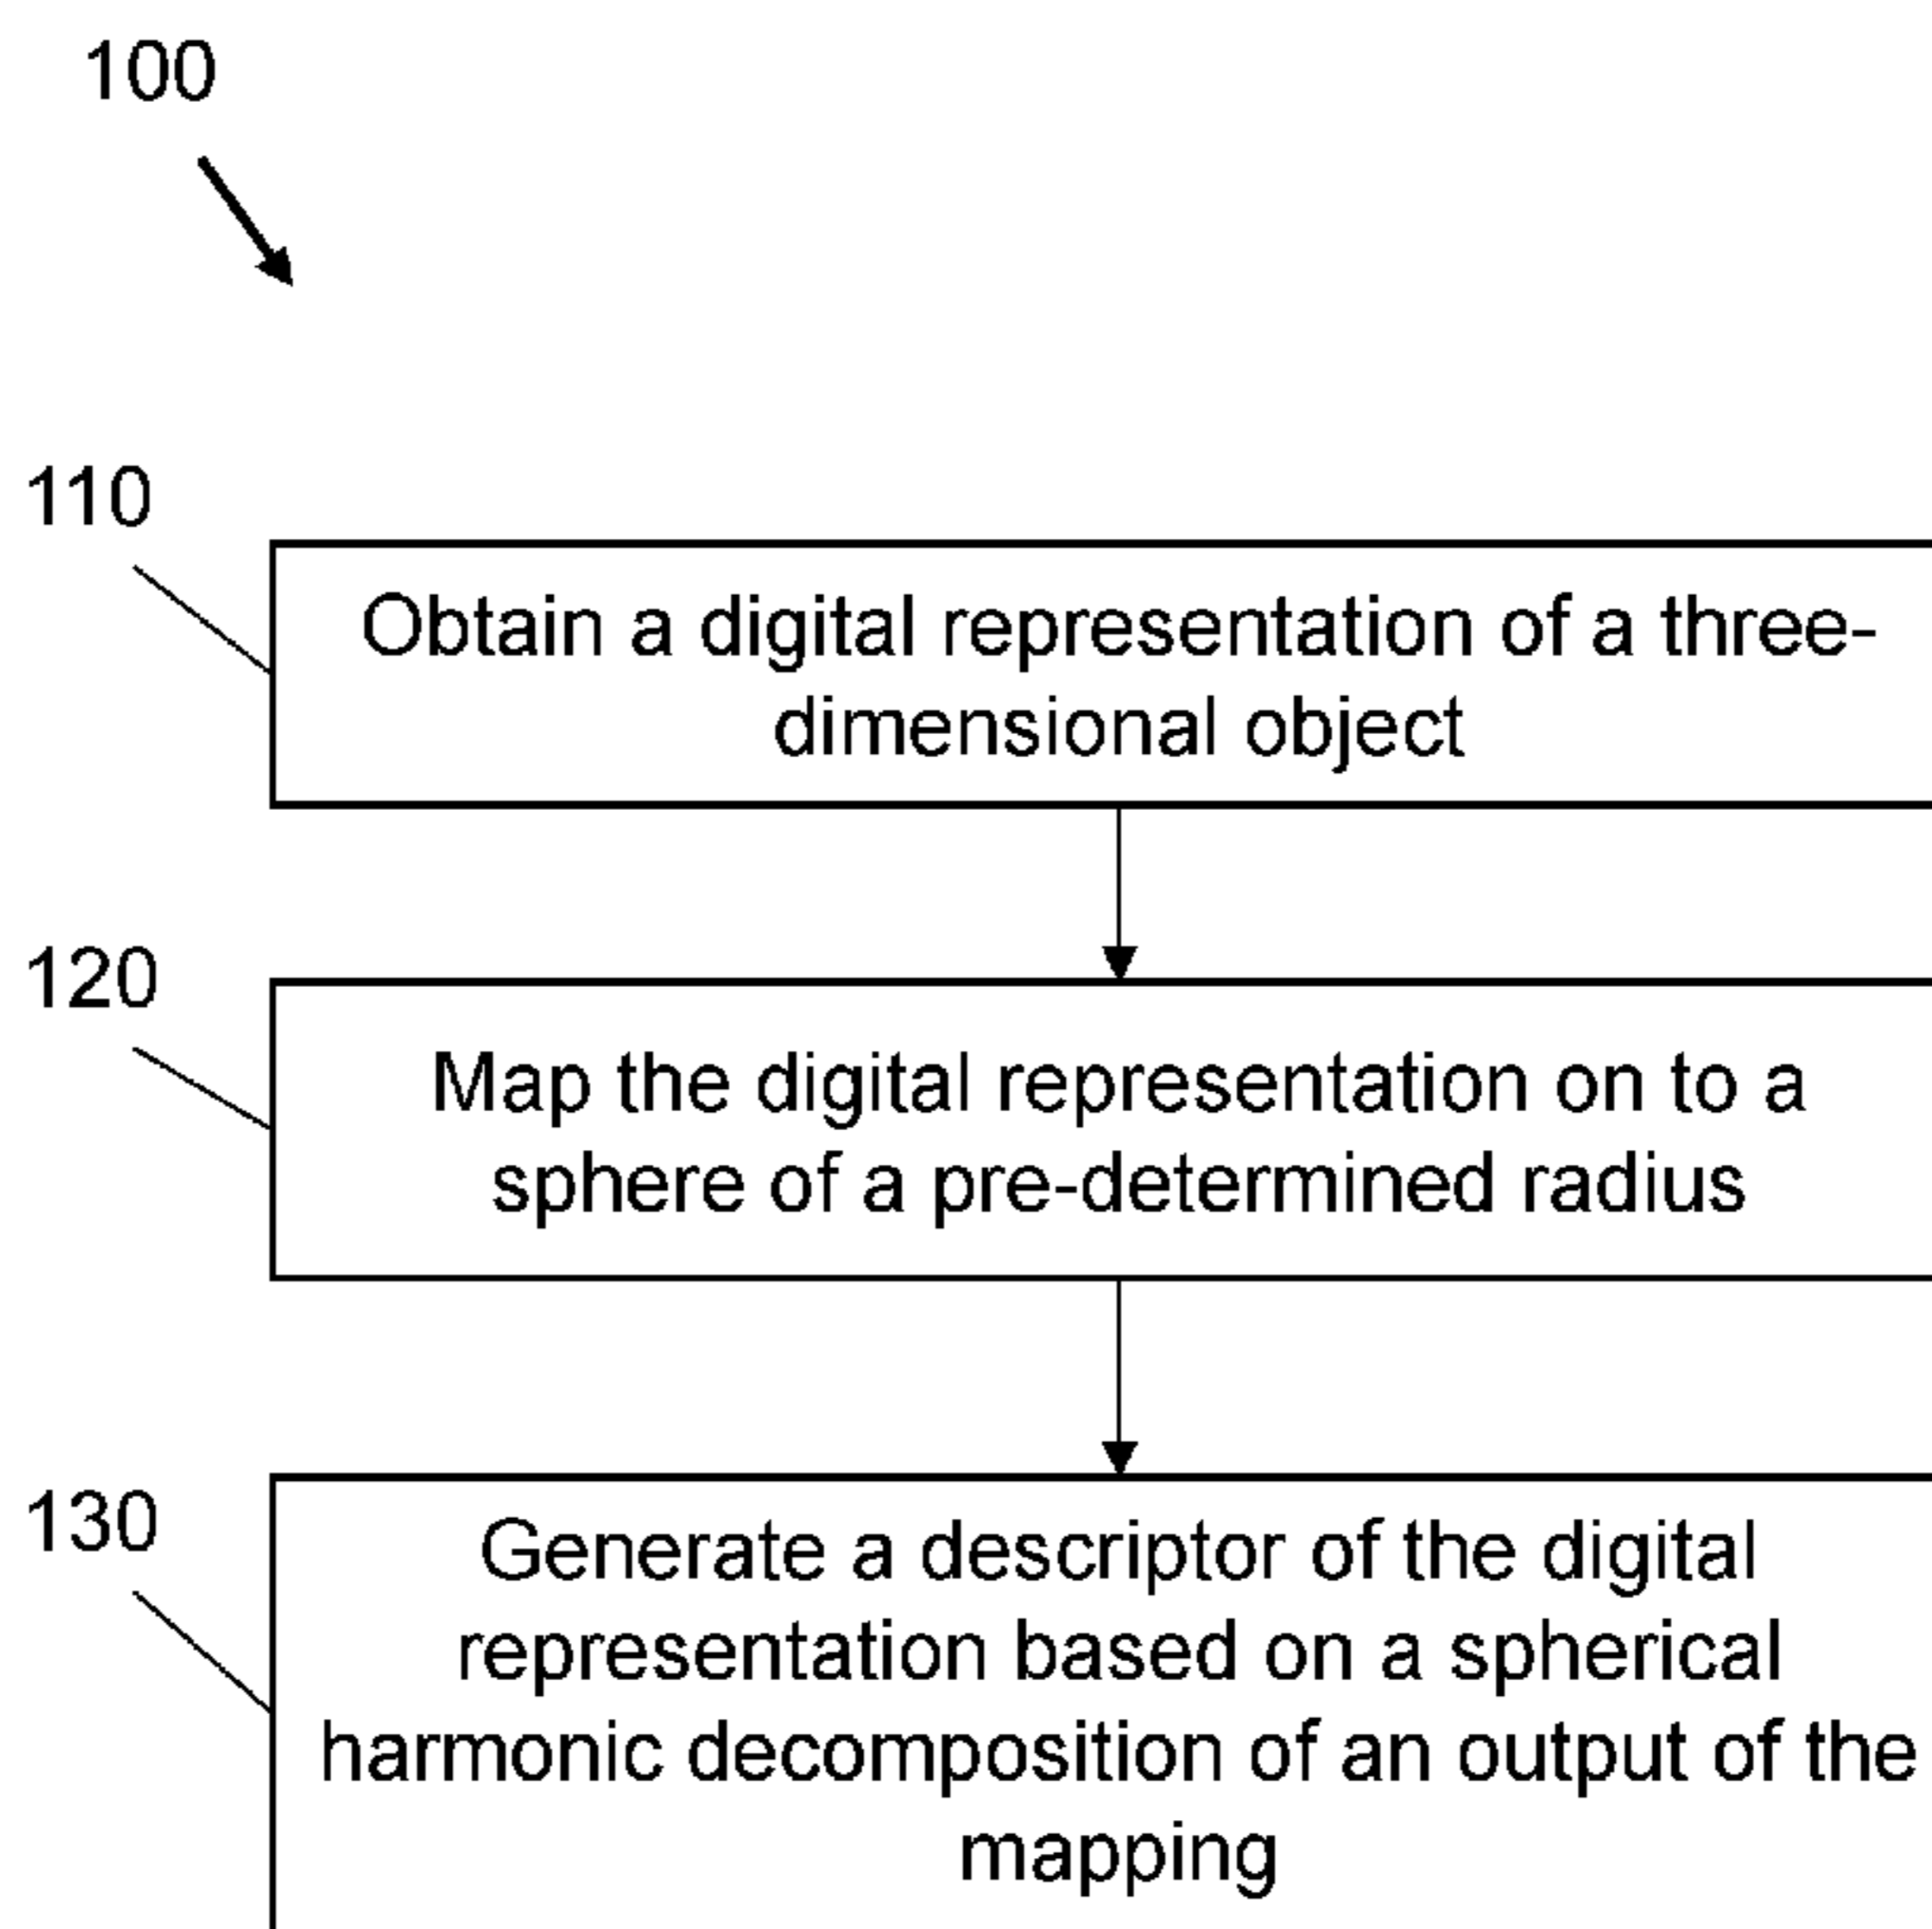 100
110
Obtain a digital representation of a three-
dimensional object
120
Map the digital representation on to a
sphere of a pre-determined radius
130
Generate a descriptor of the digital
representation based on a spherical
harmonic decomposition of an output of the
mapping